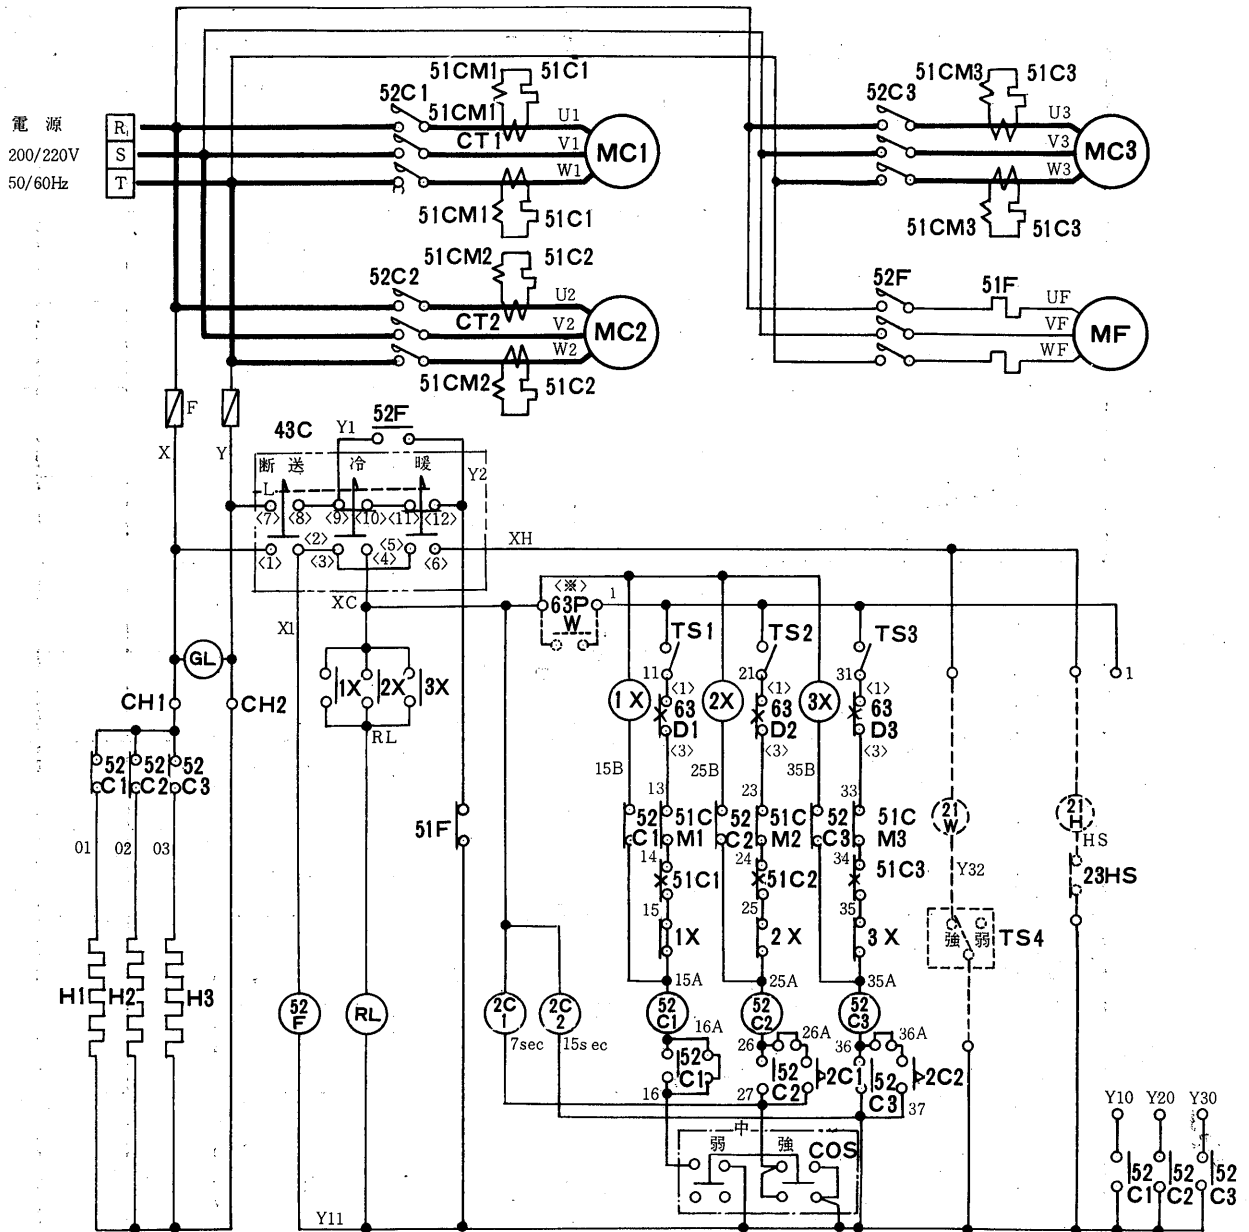 電源
200/220V
50/60Hz
R
S
T
52C1
51CM1
51C1
51CM1
CT1
U1
V1
W1
MC1
51CM1
51C1
52C3
51CM3
51C3
U3
V3
W3
MC3
51CM3
51C3
52C2
51CM2
51C2
CT2
U2
V2
W2
MC2
51CM2
51C2
52F
51F
UF
VF
WF
MF
F
X
Y
43C
Y1
52F
Y2
断 送 冷 暖
L
<7> <8> <9> <10> <11> <12>
<1> <2> <3> <4> <5> <6>
XH
XC
X1
<※>
63P
W
1
TS1
TS2
TS3
11
21
31
1
GL
CH1
CH2
1X
2X
3X
RL
1X
2X
3X
<1>
63
D1
<3>
<1>
63
D2
<3>
<1>
63
D3
<3>
15B
25B
35B
13
23
33
52
C1
52
C2
52
C3
01
02
03
51F
52
C1
51C
M1
52
C2
51C
M2
52
C3
51C
M3
14
24
34
51C1
51C2
51C3
15
25
35
1X
2X
3X
15A
25A
35A
21
W
21
H
HS
23HS
Y32
強 弱
TS4
H1
H2
H3
52
F
RL
2C
1
7sec
2C
2
15sec
52
C1
52
C2
52
C3
16A
26
26A
36
36A
52
C1
52
C2
2C1
52
C3
2C2
16
27
37
弱 中 強
COS
Y10
Y20
Y30
52
C1
52
C2
52
C3
Y11